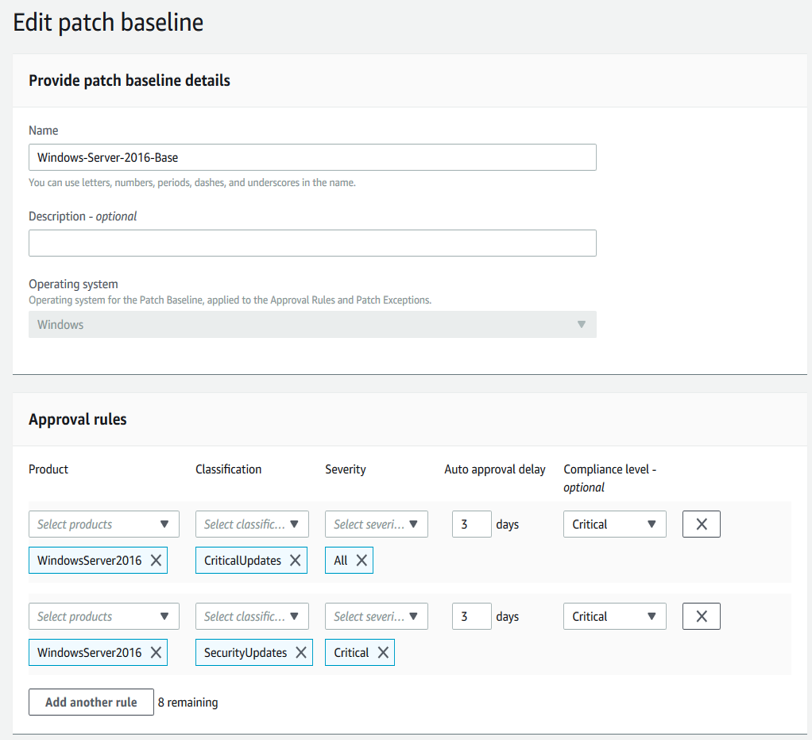 Edit patch baseline
Provide patch baseline details
Name
Windows-Server-2016-Base
You can use letters, numbers, periods, dashes, and underscores in the name.
Description - optional
Operating system
Operating system for the Patch Baseline, applied to the Approval Rules and Patch Exceptions.
Windows
Approval rules
Product Classification Severity Auto approval delay Compliance level - optional
Select products Select classific... Select severi... 3 days Critical
WindowsServer2016 CriticalUpdates All
Select products Select classific... Select severi... 3 days Critical
WindowsServer2016 SecurityUpdates Critical
Add another rule 8 remaining